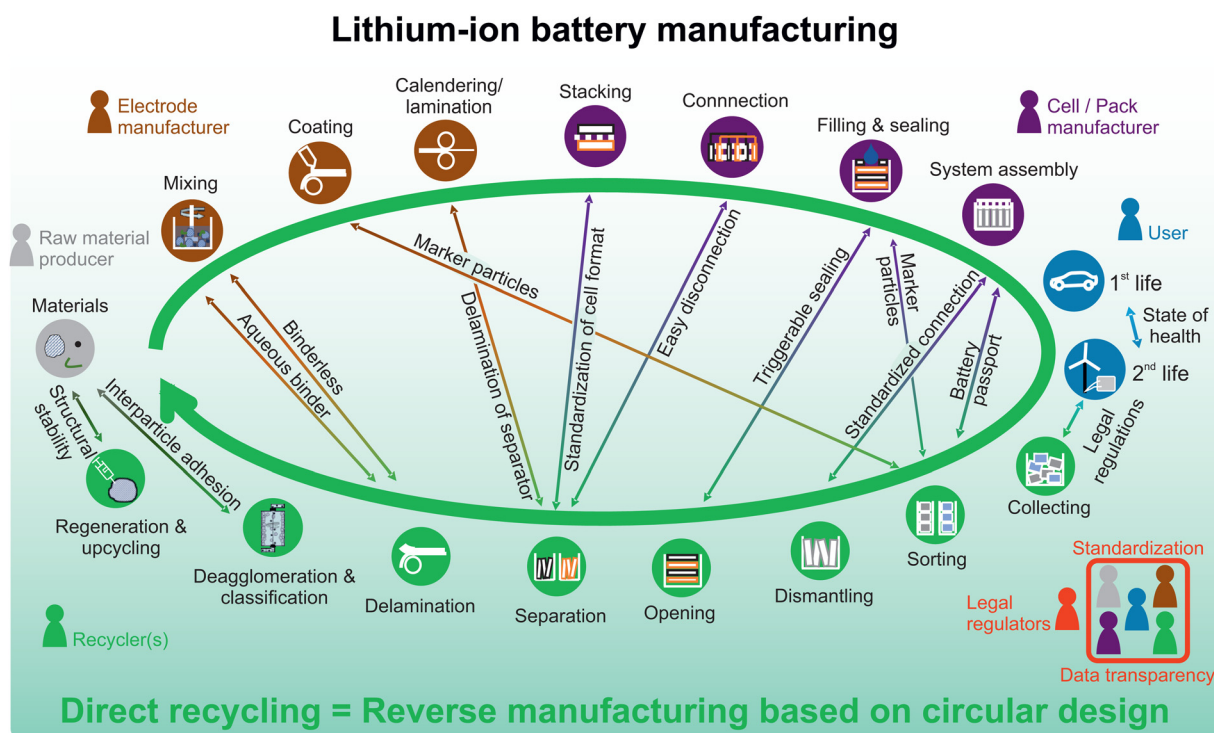 Lithium-ion battery manufacturing
Electrode
manufacturer
Coating
Calendering/
lamination
Stacking
Connnection
Filling & sealing
Cell / Pack
manufacturer
System assembly
Mixing
Raw material
producer
User
Materials
1st life
State of
health
2nd life
Legal
regulations
Marker particles
Delamination of separator
Standardization of cell format
Easy disconnection
Triggerable sealing
Marker
particles
Standardized connection
Battery
passport
Binderless
Aqueous binder
Interparticle adhesion
Structural
stability
Regeneration &
upcycling
Deagglomeration &
classification
Delamination
Separation
Opening
Dismantling
Sorting
Collecting
Recycler(s)
Standardization
Legal
regulators
Data transparency
Direct recycling = Reverse manufacturing based on circular design